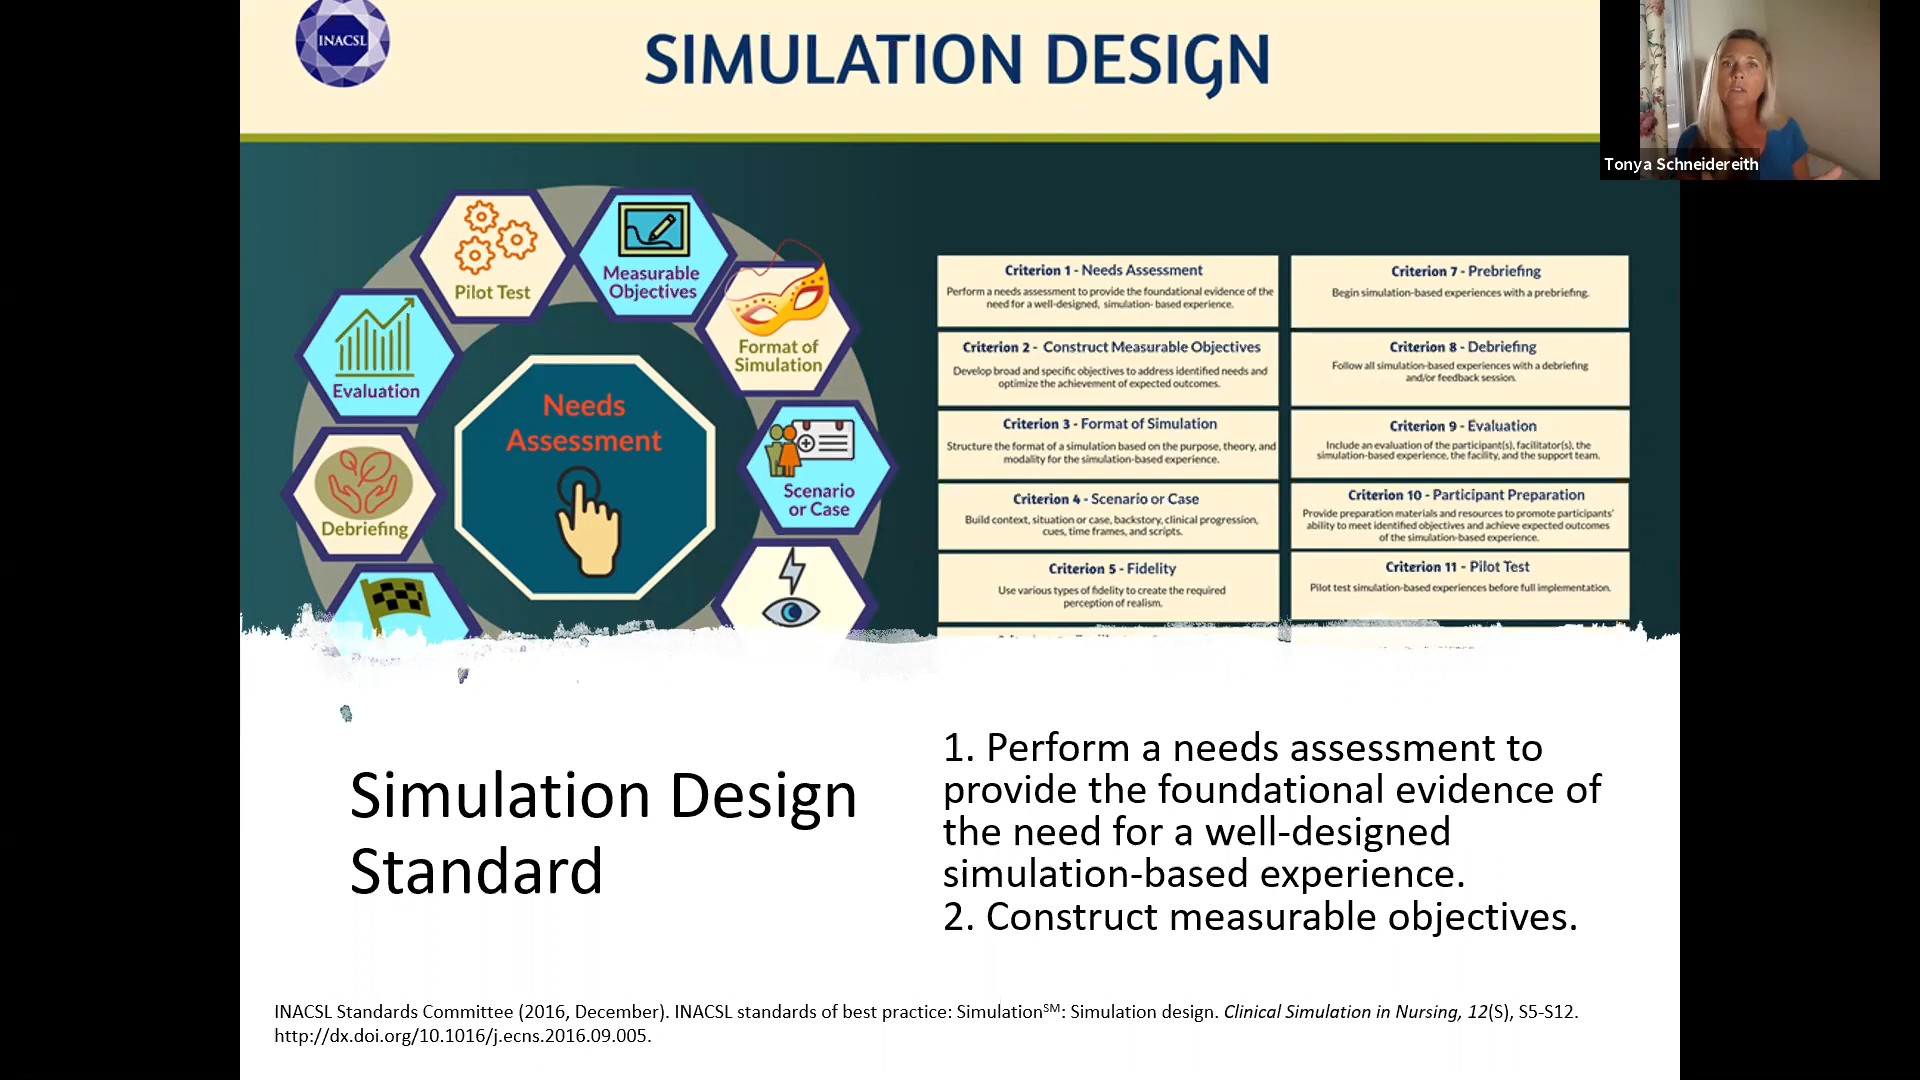 INACSL
SIMULATION DESIGN
Tonya Schneidereith
Pilot Test
Measurable
Objectives
Format of
Simulation
Evaluation
Needs
Assessment
Scenario
or Case
Debriefing
Criterion 1 - Needs Assessment
Perform a needs assessment to provide the foundational evidence of the
need for a well-designed, simulation- based experience.
Criterion 2 - Construct Measurable Objectives
Develop broad and specific objectives to address identified needs and
optimize the achievement of expected outcomes.
Criterion 3 - Format of Simulation
Structure the format of a simulation based on the purpose, theory, and
modality for the simulation-based experience.
Criterion 4 - Scenario or Case
Build context, situation or case, backstory, clinical progression,
cues, time frames, and scripts.
Criterion 5 - Fidelity
Use various types of fidelity to create the required
perception of realism.
Criterion 7 - Prebriefing
Begin simulation-based experiences with a prebriefing.
Criterion 8 - Debriefing
Follow all simulation-based experiences with a debriefing
and/or feedback session.
Criterion 9 - Evaluation
Include an evaluation of the participant(s), facilitator(s), the
simulation-based experience, the facility, and the support team.
Criterion 10 - Participant Preparation
Provide preparation materials and resources to promote participants'
ability to meet identified objectives and achieve expected outcomes
of the simulation-based experience.
Criterion 11 - Pilot Test
Pilot test simulation-based experiences before full implementation.
Simulation Design
Standard
1. Perform a needs assessment to
provide the foundational evidence of
the need for a well-designed
simulation-based experience.
2. Construct measurable objectives.
INACSL Standards Committee (2016, December). INACSL standards of best practice: Simulation℠: Simulation design. Clinical Simulation in Nursing, 12(S), S5-S12.
http://dx.doi.org/10.1016/j.ecns.2016.09.005.